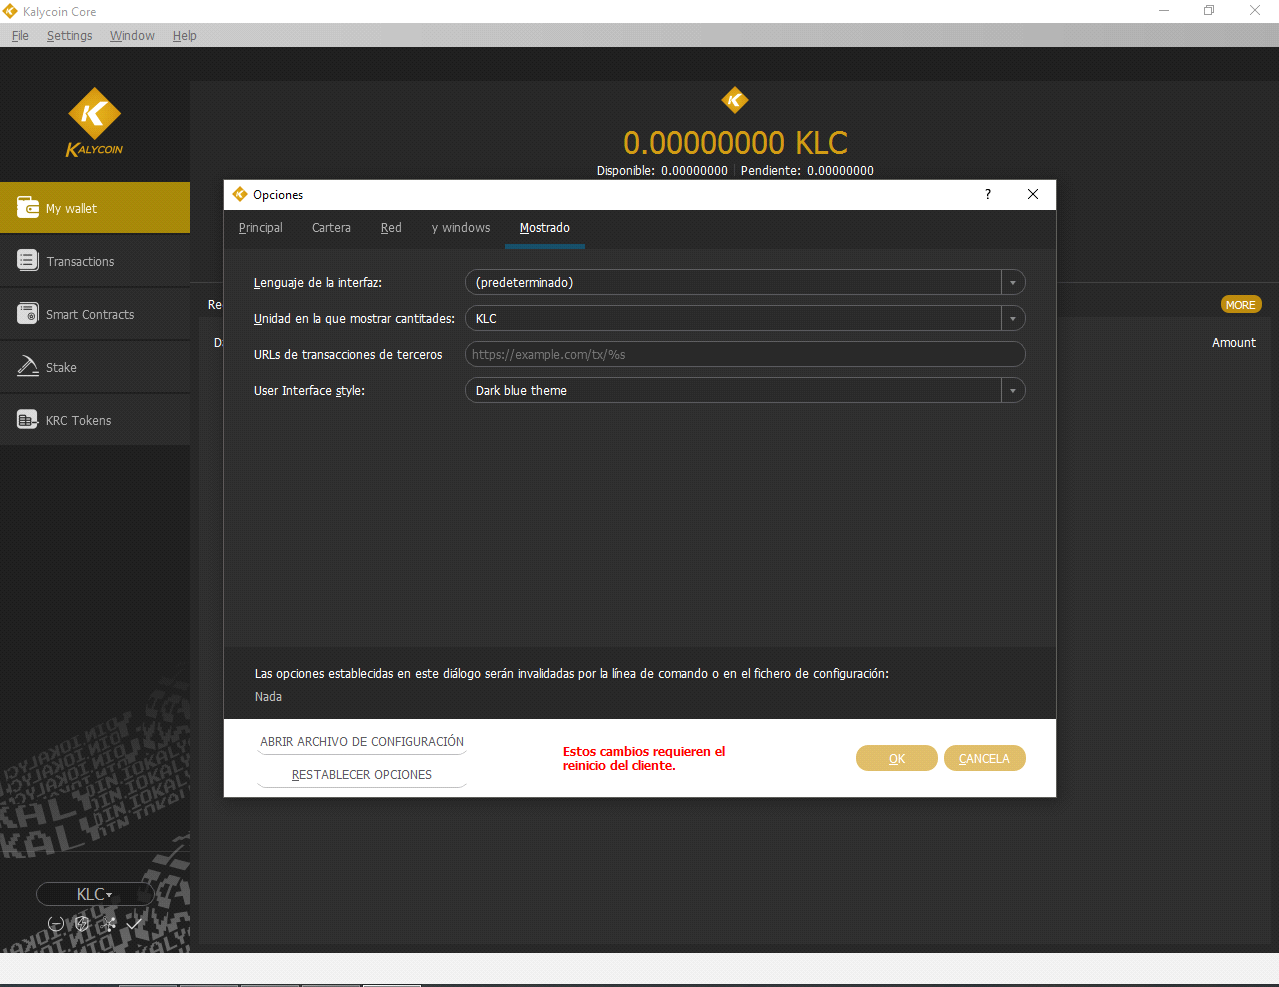 Kalycoin Core
File Settings Window Help
KALYCOIN
0.00000000 KLC
Disponible: 0.00000000 Pendiente: 0.00000000
My wallet
Transactions
Smart Contracts
Stake
KRC Tokens
MORE
Amount
Opciones
?
Principal Cartera Red y windows Mostrado
Lenguaje de la interfaz: (predeterminado)
Unidad en la que mostrar cantitades: KLC
URLs de transacciones de terceros https://example.com/tx/%s
User Interface style: Dark blue theme
Las opciones establecidas en este diálogo serán invalidadas por la línea de comando o en el fichero de configuración:
Nada
ABRIR ARCHIVO DE CONFIGURACIÓN
RESTABLECER OPCIONES
Estos cambios requieren el
reinicio del cliente.
OK CANCELA
KLC